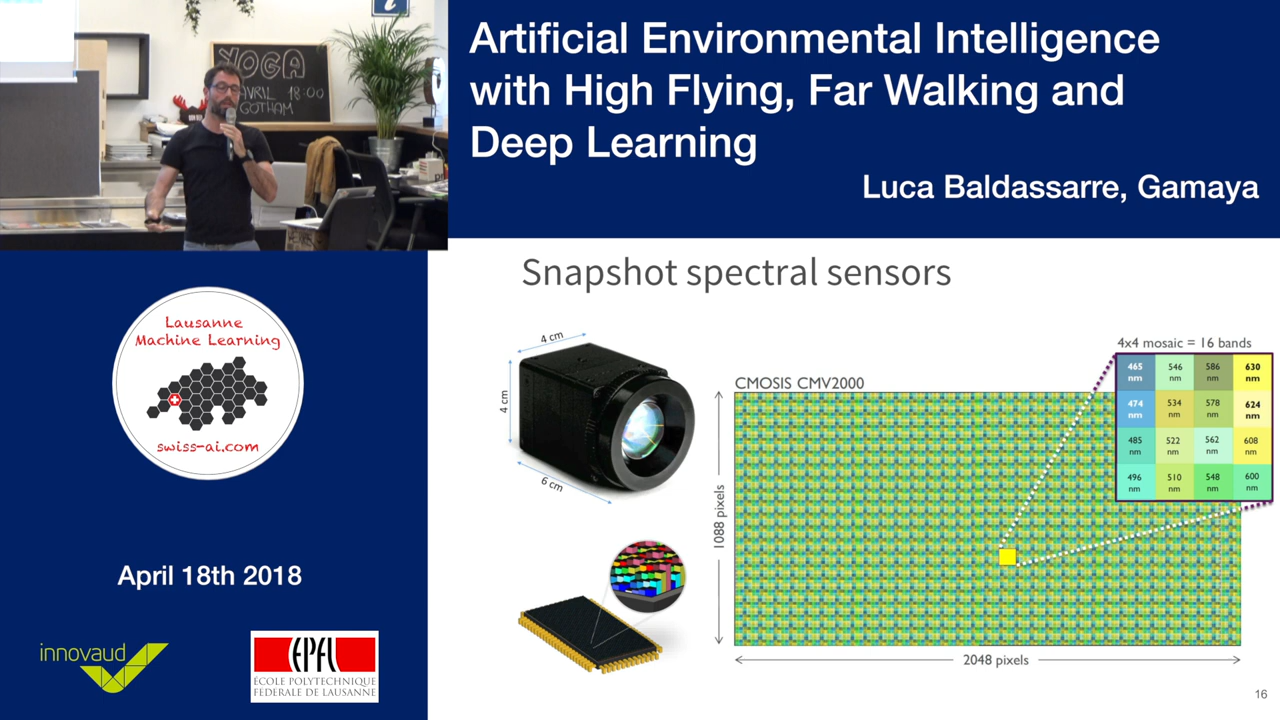 YOGA
AVRIL 18:00
GOTHAM
Artificial Environmental Intelligence
with High Flying, Far Walking and
Deep Learning
Luca Baldassarre, Gamaya
Lausanne
Machine Learning
swiss-ai.com
April 18th 2018
innovaud
EPFL
ÉCOLE POLYTECHNIQUE
FÉDÉRALE DE LAUSANNE
Snapshot spectral sensors
4 cm
4 cm
6 cm
CMOSIS CMV2000
1088 pixels
2048 pixels
4x4 mosaic = 16 bands
465 nm 546 nm 586 nm 630 nm
474 nm 534 nm 578 nm 624 nm
485 nm 522 nm 562 nm 608 nm
496 nm 510 nm 548 nm 600 nm
16